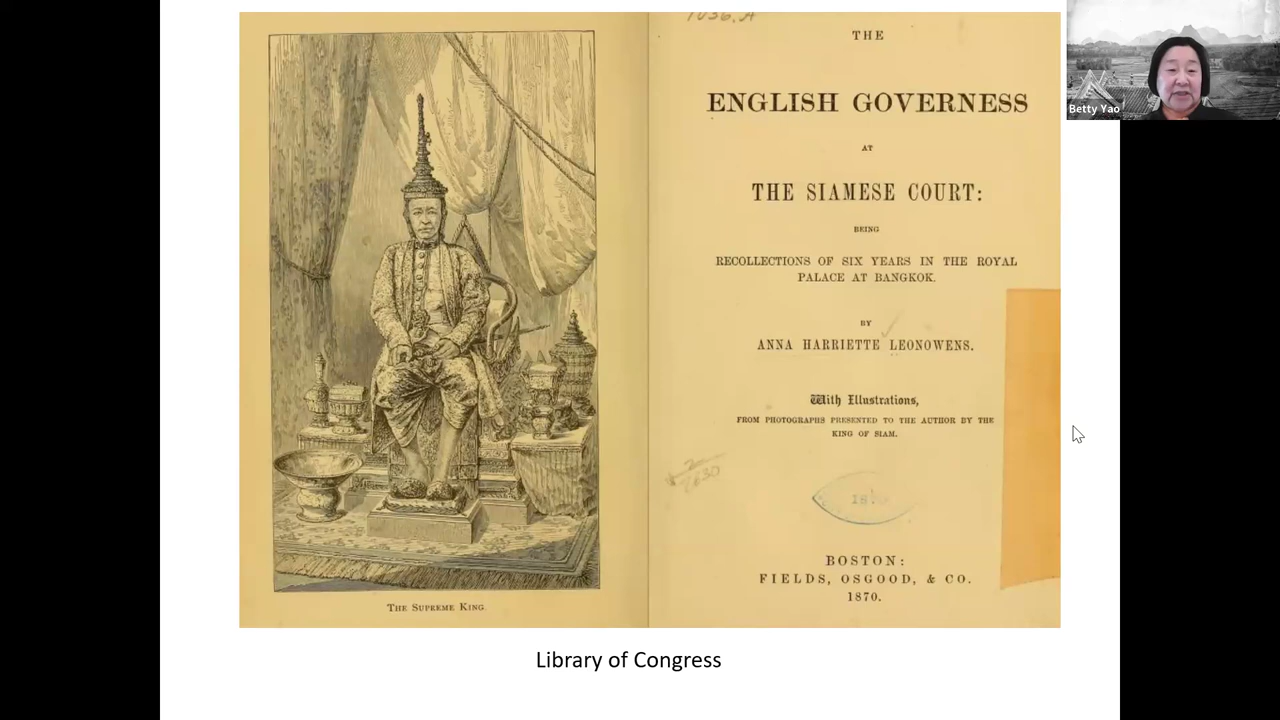 1036.A
THE
ENGLISH GOVERNESS
AT
THE SIAMESE COURT:
BEING
RECOLLECTIONS OF SIX YEARS IN THE ROYAL
PALACE AT BANGKOK.
BY
ANNA HARRIETTE LEONOWENS.
With Illustrations,
FROM PHOTOGRAPHS PRESENTED TO THE AUTHOR BY THE
KING OF SIAM.
BOSTON:
FIELDS, OSGOOD, & CO.
1870.
THE SUPREME KING.
Library of Congress
Betty Yao